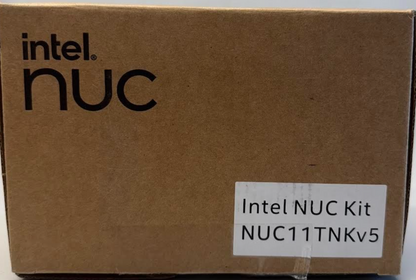 intel.
nuc
Intel NUC Kit
NUC11TNKv5